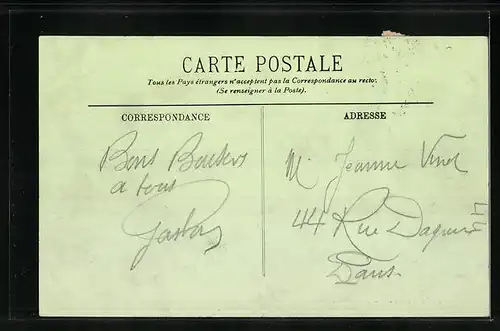 CARTE POSTALE
Tous les Pays étrangers n'acceptent pas la Correspondance au recto.
(Se renseigner à la Poste).
CORRESPONDANCE
ADRESSE
Bons Baisers
a tous
Gaston
M Jeanne Vinot
44 Rue
Paris